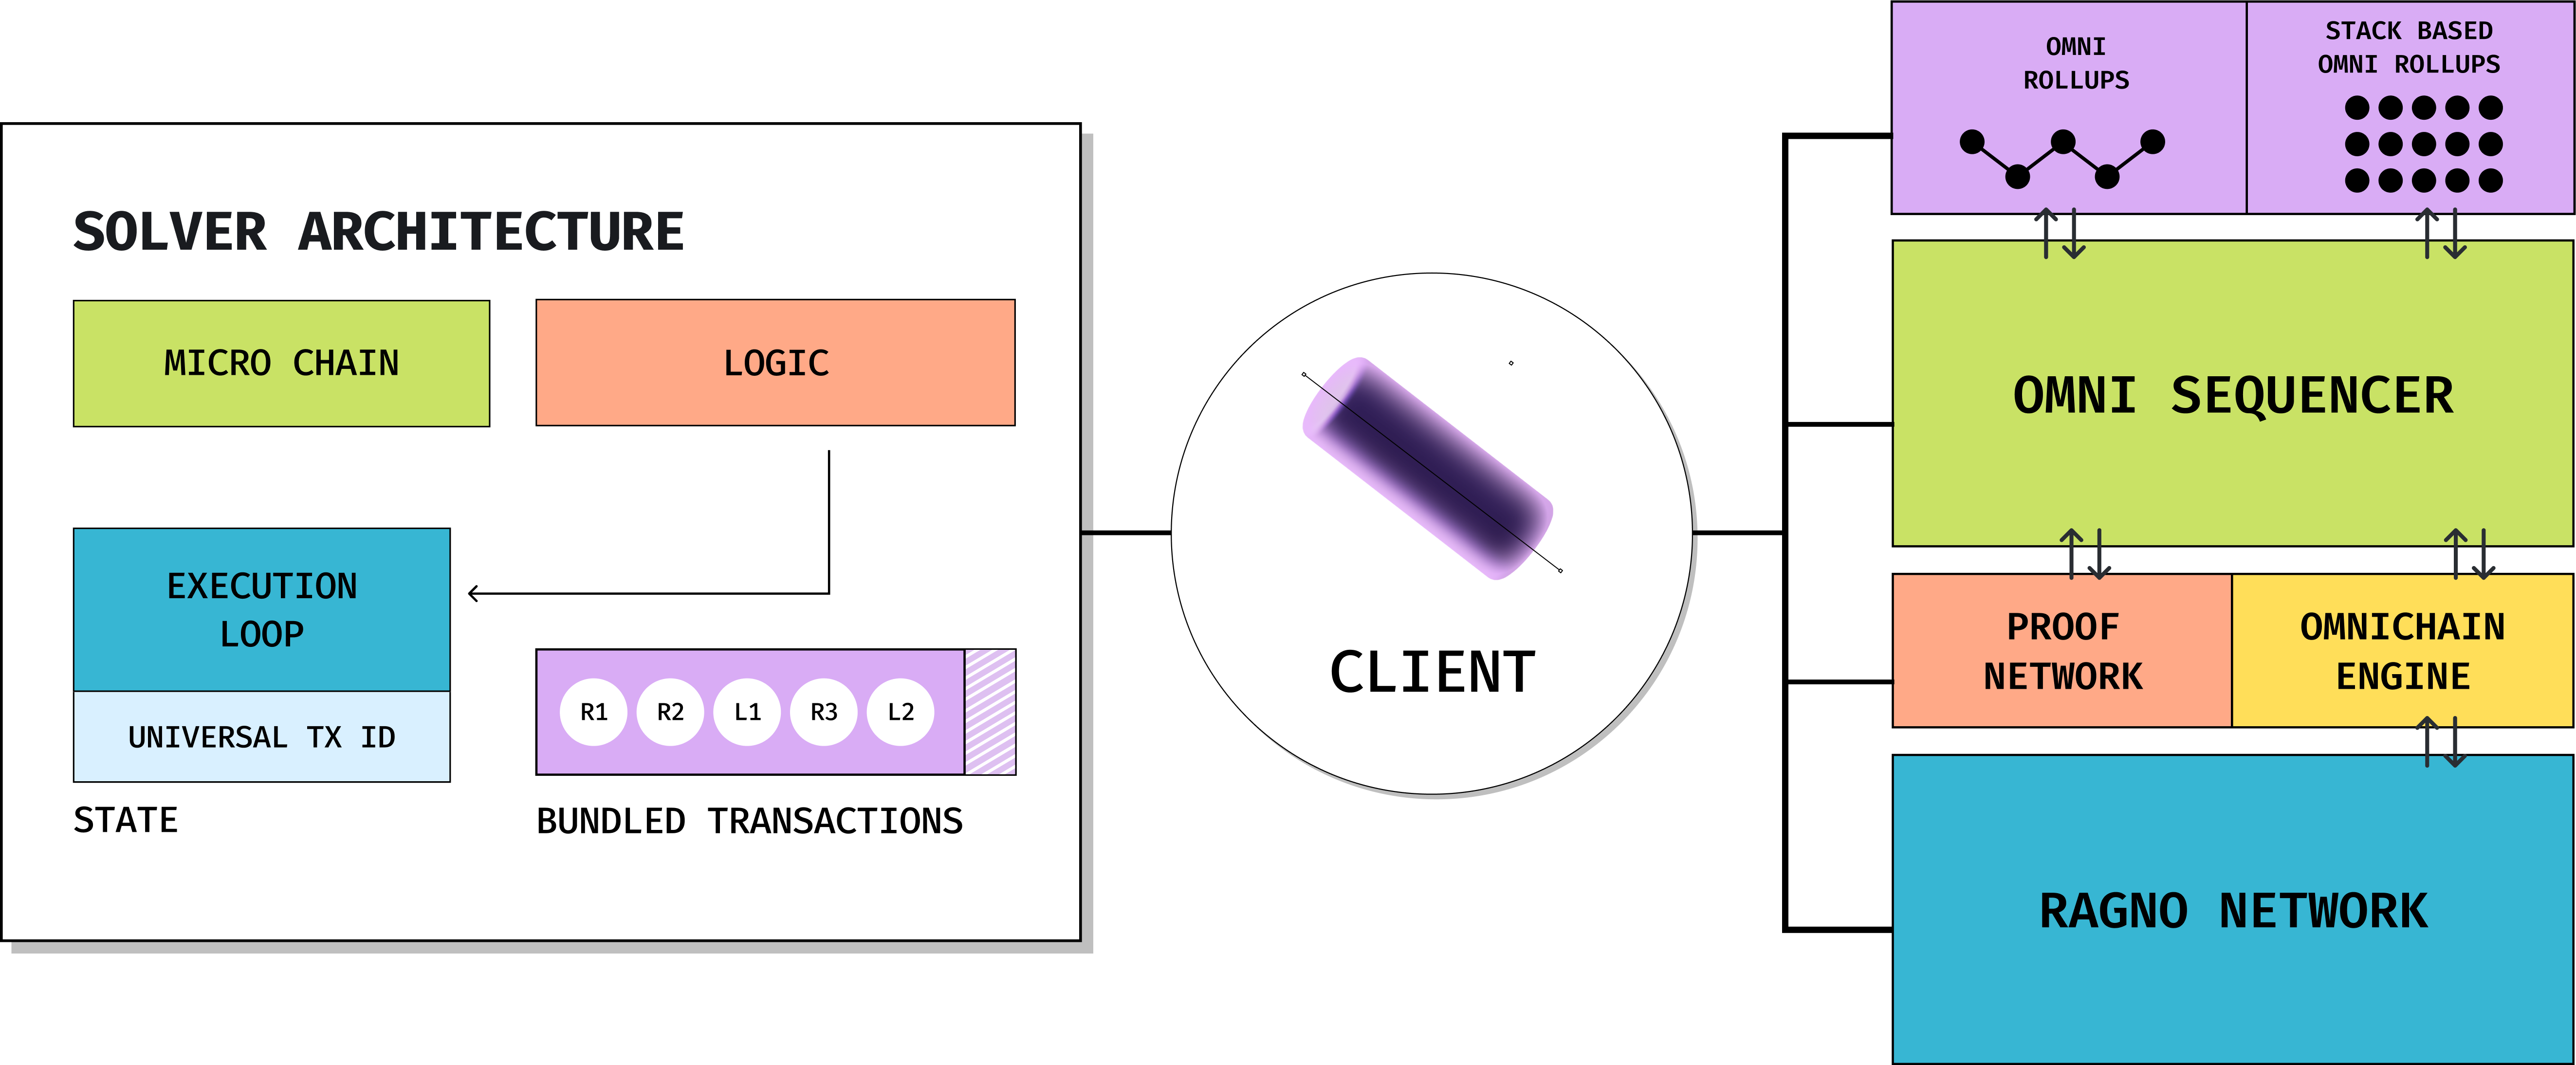 SOLVER ARCHITECTURE
MICRO CHAIN
LOGIC
EXECUTION
LOOP
UNIVERSAL TX ID
STATE
R1 R2 L1 R3 L2
BUNDLED TRANSACTIONS
CLIENT
OMNI
ROLLUPS
STACK BASED
OMNI ROLLUPS
OMNI SEQUENCER
PROOF
NETWORK
OMNICHAIN
ENGINE
RAGNO NETWORK